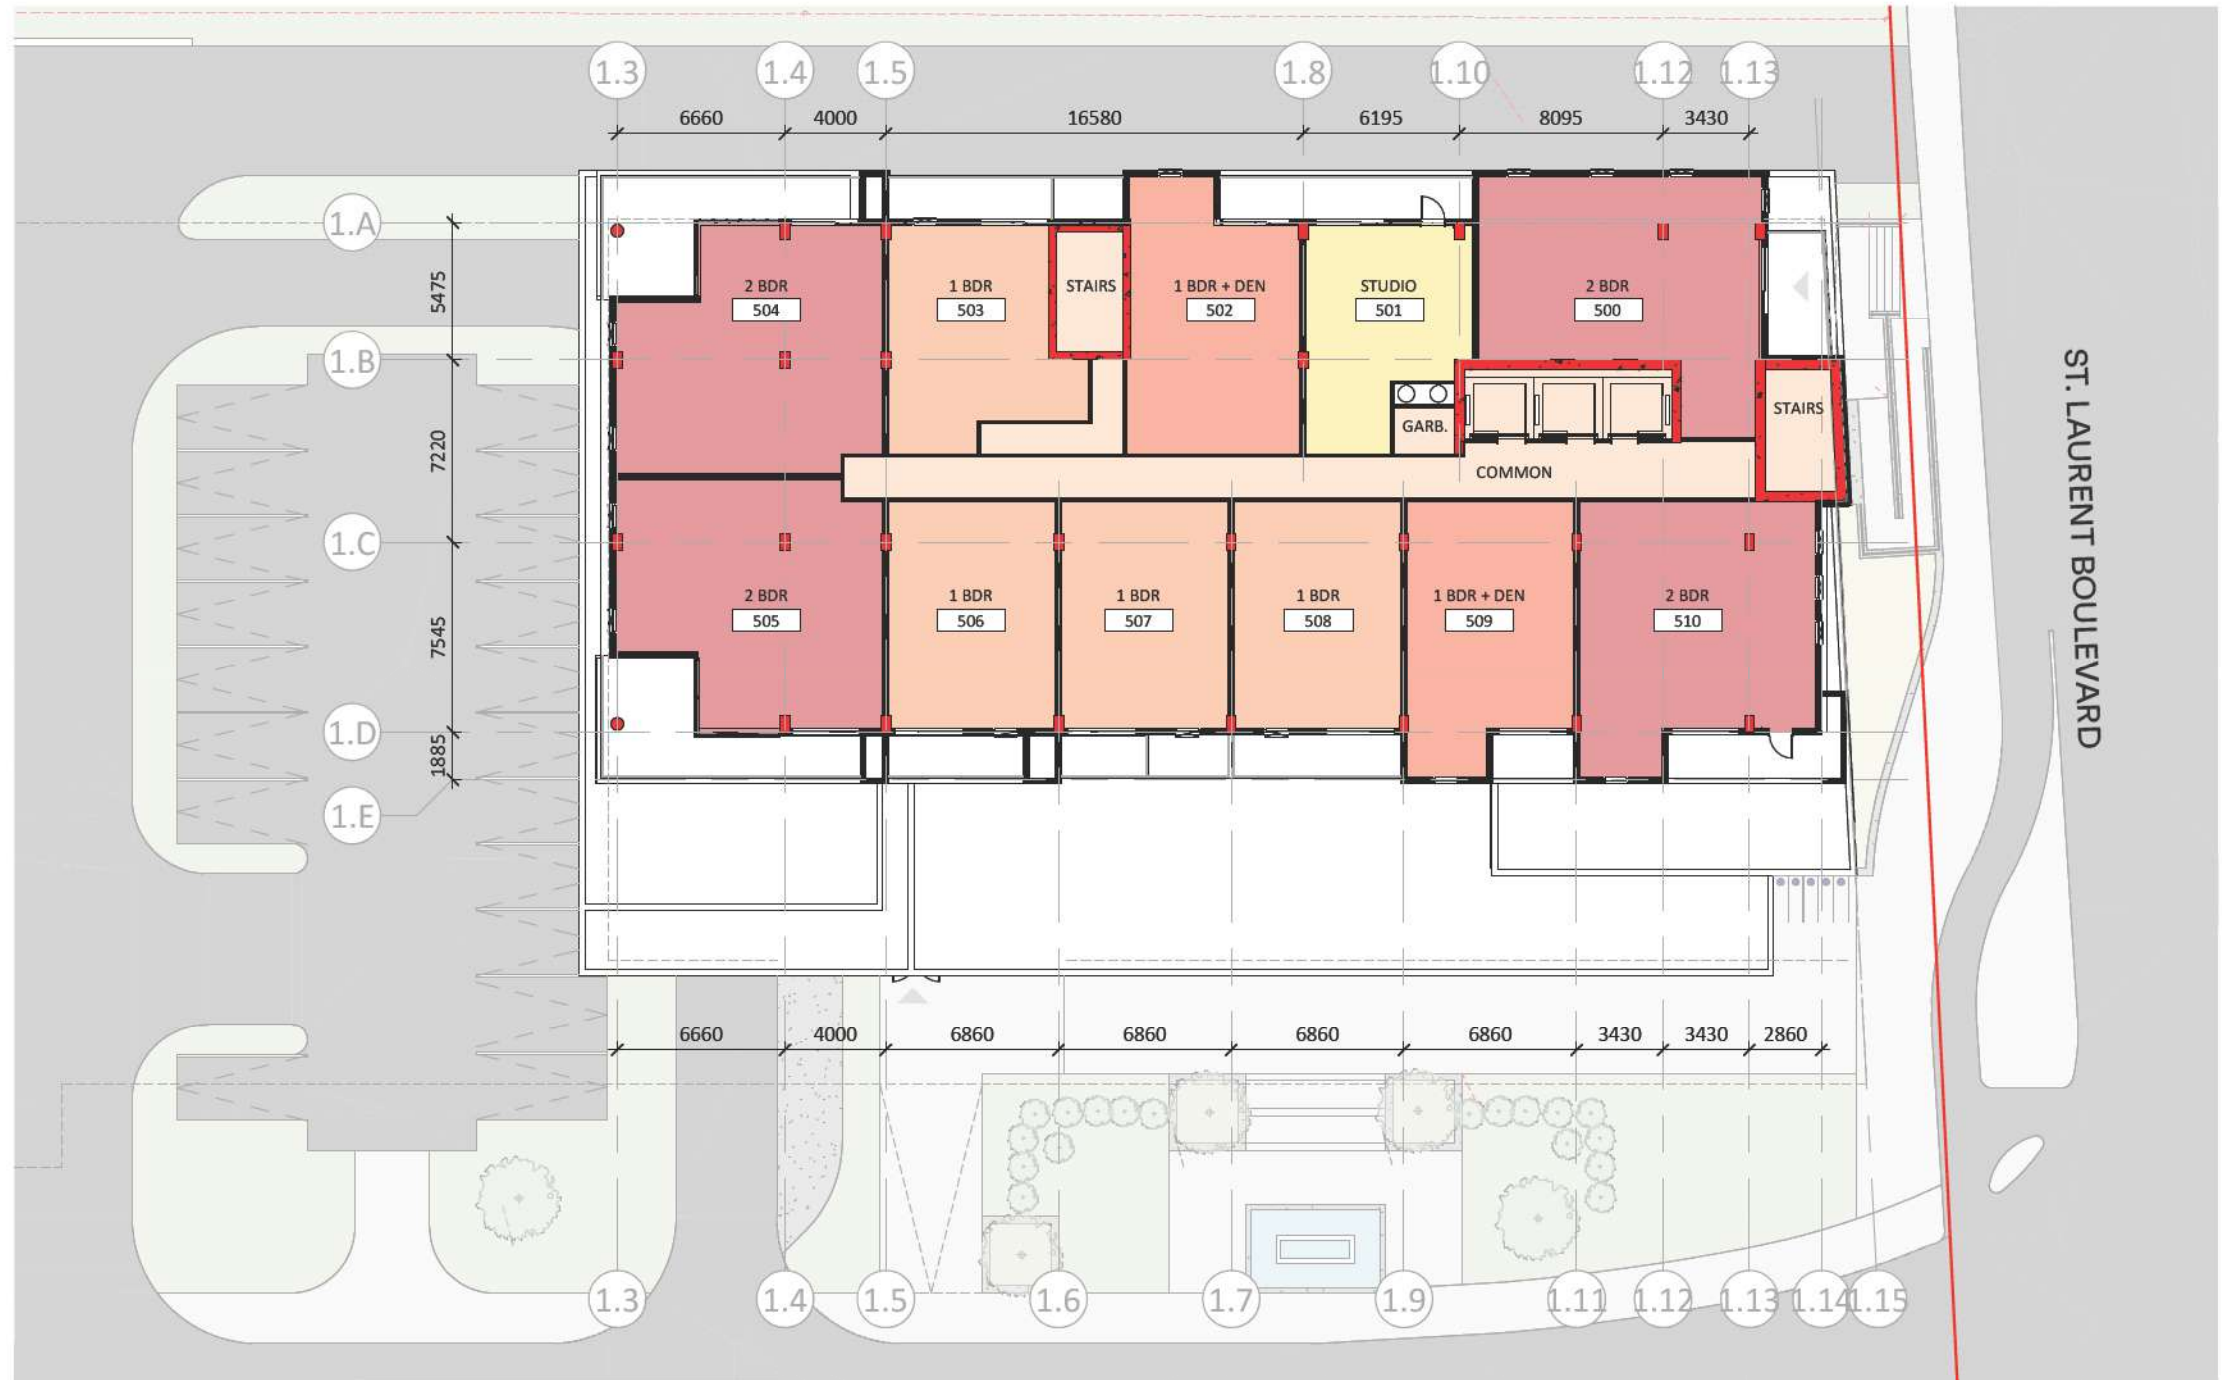 1.3 1.4 1.5 1.8 1.10 1.12 1.13
6660 4000 16580 6195 8095 3430
1.A
1.B
1.C
1.D
1.E
5475
7220
7545
1885
2 BDR
504
1 BDR
503
STAIRS
1 BDR + DEN
502
STUDIO
501
2 BDR
500
GARB.
STAIRS
COMMON
2 BDR
505
1 BDR
506
1 BDR
507
1 BDR
508
1 BDR + DEN
509
2 BDR
510
ST. LAURENT BOULEVARD
6660 4000 6860 6860 6860 6860 3430 3430 2860
1.3 1.4 1.5 1.6 1.7 1.9 1.11 1.12 1.13 1.14 1.15